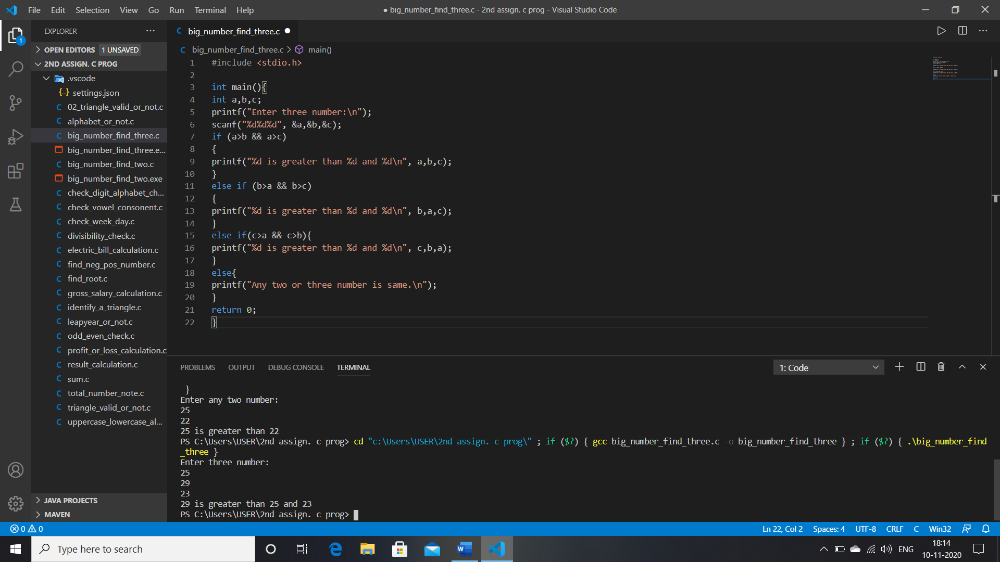 File Edit Selection View Go Run Terminal Help
● big_number_find_three.c - 2nd assign. c prog - Visual Studio Code
EXPLORER
1
OPEN EDITORS 1 UNSAVED
2ND ASSIGN. C PROG
.vscode
{..} settings.json
C 02_triangle_valid_or_not.c
C alphabet_or_not.c
C big_number_find_three.c
big_number_find_three.e...
C big_number_find_two.c
big_number_find_two.exe
C check_digit_alphabet_ch...
C check_vowel_consonent.c
C check_week_day.c
C divisibility_check.c
C electric_bill_calculation.c
C find_neg_pos_number.c
C find_root.c
C gross_salary_calculation.c
C identify_a_triangle.c
C leapyear_or_not.c
C odd_even_check.c
C profit_or_loss_calculation.c
C result_calculation.c
C sum.c
C total_number_note.c
C triangle_valid_or_not.c
C uppercase_lowercase_al...
JAVA PROJECTS
MAVEN
C big_number_find_three.c ●
C big_number_find_three.c > main()
1 #include <stdio.h>
2
3 int main(){
4 int a,b,c;
5 printf("Enter three number:\n");
6 scanf("%d%d%d", &a,&b,&c);
7 if (a>b && a>c)
8 {
9 printf("%d is greater than %d and %d\n", a,b,c);
10 }
11 else if (b>a && b>c)
12 {
13 printf("%d is greater than %d and %d\n", b,a,c);
14 }
15 else if(c>a && c>b){
16 printf("%d is greater than %d and %d\n", c,b,a);
17 }
18 else{
19 printf("Any two or three number is same.\n");
20 }
21 return 0;
22 }
PROBLEMS OUTPUT DEBUG CONSOLE TERMINAL
1: Code
}
Enter any two number:
25
22
25 is greater than 22
PS C:\Users\USER\2nd assign. c prog> cd "c:\Users\USER\2nd assign. c prog\" ; if ($?) { gcc big_number_find_three.c -o big_number_find_three } ; if ($?) { .\big_number_find
_three }
Enter three number:
25
29
23
29 is greater than 25 and 23
PS C:\Users\USER\2nd assign. c prog>
0 0
Ln 22, Col 2 Spaces: 4 UTF-8 CRLF C Win32
Type here to search
W
ENG
18:14
10-11-2020